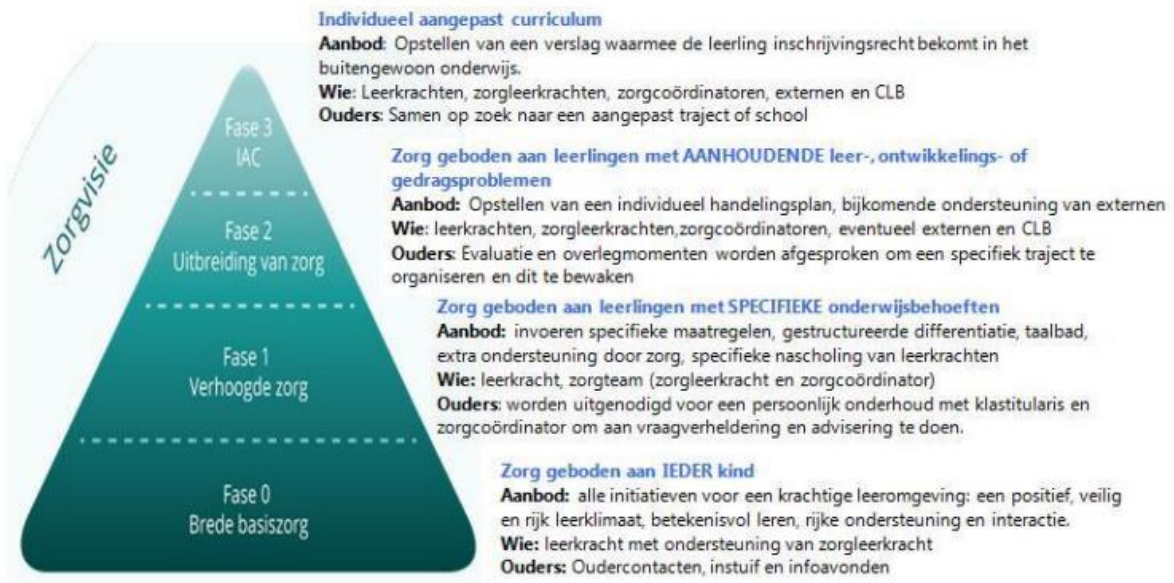 Zorgvisie
Fase 3
IAC
Fase 2
Uitbreiding van zorg
Fase 1
Verhoogde zorg
Fase 0
Brede basiszorg
Individueel aangepast curriculum
Aanbod: Opstellen van een verslag waarmee de leerling inschrijvingsrecht bekomt in het
buitengewoon onderwijs.
Wie: Leerkrachten, zorgleerkrachten, zorgcoördinatoren, externen en CLB
Ouders: Samen op zoek naar een aangepast traject of school
Zorg geboden aan leerlingen met AANHOUDENDE leer-, ontwikkelings- of
gedragsproblemen
Aanbod: Opstellen van een individueel handelingsplan, bijkomende ondersteuning van externen
Wie: leerkrachten, zorgleerkrachten,zorgcoördinatoren, eventueel externen en CLB
Ouders: Evaluatie en overlegmomenten worden afgesproken om een specifiek traject te
organiseren en dit te bewaken
Zorg geboden aan leerlingen met SPECIFIEKE onderwijsbehoeften
Aanbod: invoeren specifieke maatregelen, gestructureerde differentiatie, taalbad,
extra ondersteuning door zorg, specifieke nascholing van leerkrachten
Wie: leerkracht, zorgteam (zorgleerkracht en zorgcoördinator)
Ouders: worden uitgenodigd voor een persoonlijk onderhoud met klastitularis en
zorgcoördinator om aan vraagverheldering en advisering te doen.
Zorg geboden aan IEDER kind
Aanbod: alle initiatieven voor een krachtige leeromgeving: een positief, veilig
en rijk leerklimaat, betekenisvol leren, rijke ondersteuning en interactie.
Wie: leerkracht met ondersteuning van zorgleerkracht
Ouders: Oudercontacten, instuif en infoavonden